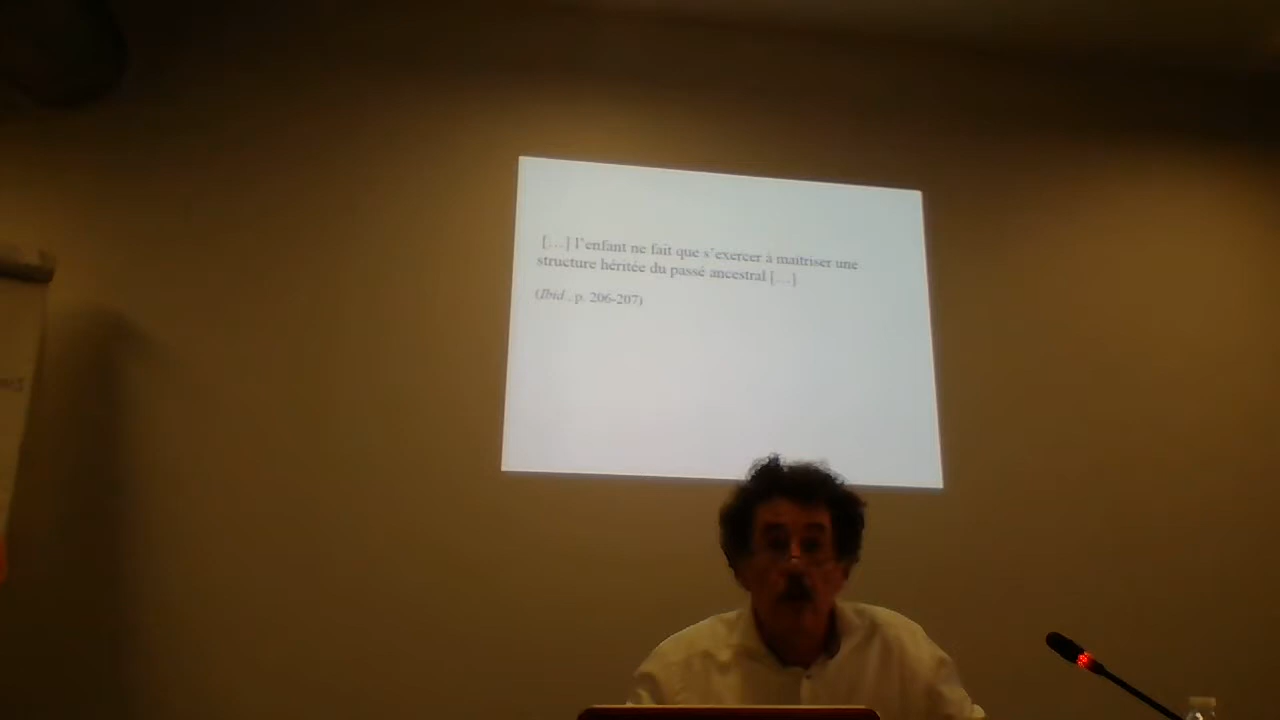 […] l’enfant ne fait que s’exercer à maîtriser une
structure héritée du passé ancestral […]
(Ibid., p. 206-207)